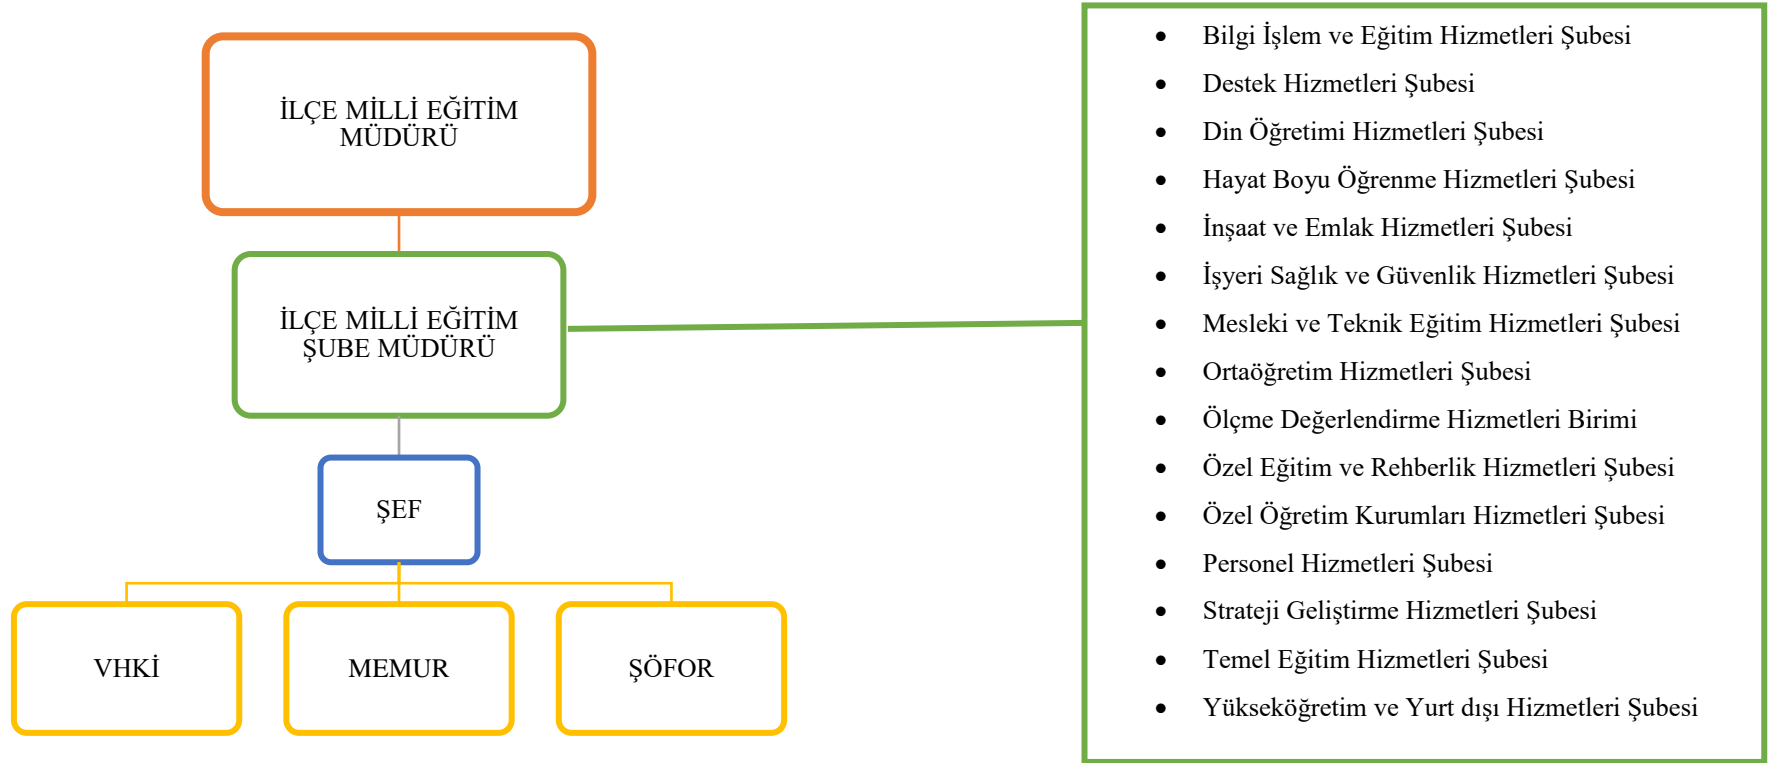 İLÇE MİLLİ EĞİTİM
MÜDÜRÜ
İLÇE MİLLİ EĞİTİM
ŞUBE MÜDÜRÜ
ŞEF
VHKİ
MEMUR
ŞÖFOR
• Bilgi İşlem ve Eğitim Hizmetleri Şubesi
• Destek Hizmetleri Şubesi
• Din Öğretimi Hizmetleri Şubesi
• Hayat Boyu Öğrenme Hizmetleri Şubesi
• İnşaat ve Emlak Hizmetleri Şubesi
• İşyeri Sağlık ve Güvenlik Hizmetleri Şubesi
• Mesleki ve Teknik Eğitim Hizmetleri Şubesi
• Ortaöğretim Hizmetleri Şubesi
• Ölçme Değerlendirme Hizmetleri Birimi
• Özel Eğitim ve Rehberlik Hizmetleri Şubesi
• Özel Öğretim Kurumları Hizmetleri Şubesi
• Personel Hizmetleri Şubesi
• Strateji Geliştirme Hizmetleri Şubesi
• Temel Eğitim Hizmetleri Şubesi
• Yükseköğretim ve Yurt dışı Hizmetleri Şubesi